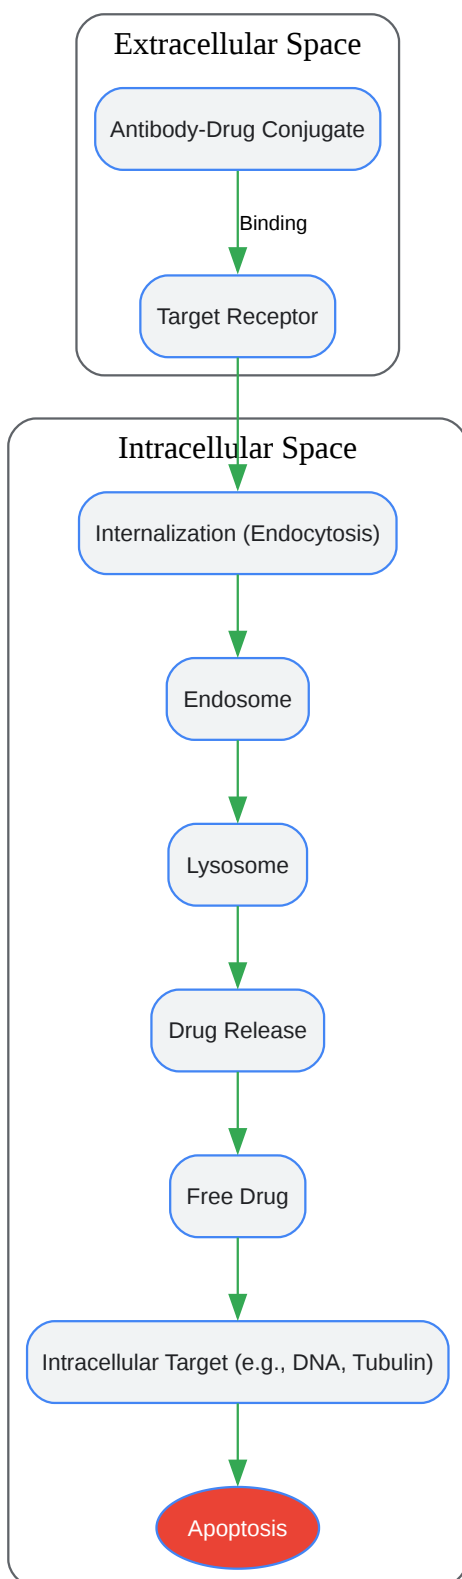 Extracellular Space
Antibody-Drug Conjugate
Binding
Target Receptor
Intracellular Space
Internalization (Endocytosis)
Endosome
Lysosome
Drug Release
Free Drug
Intracellular Target (e.g., DNA, Tubulin)
Apoptosis